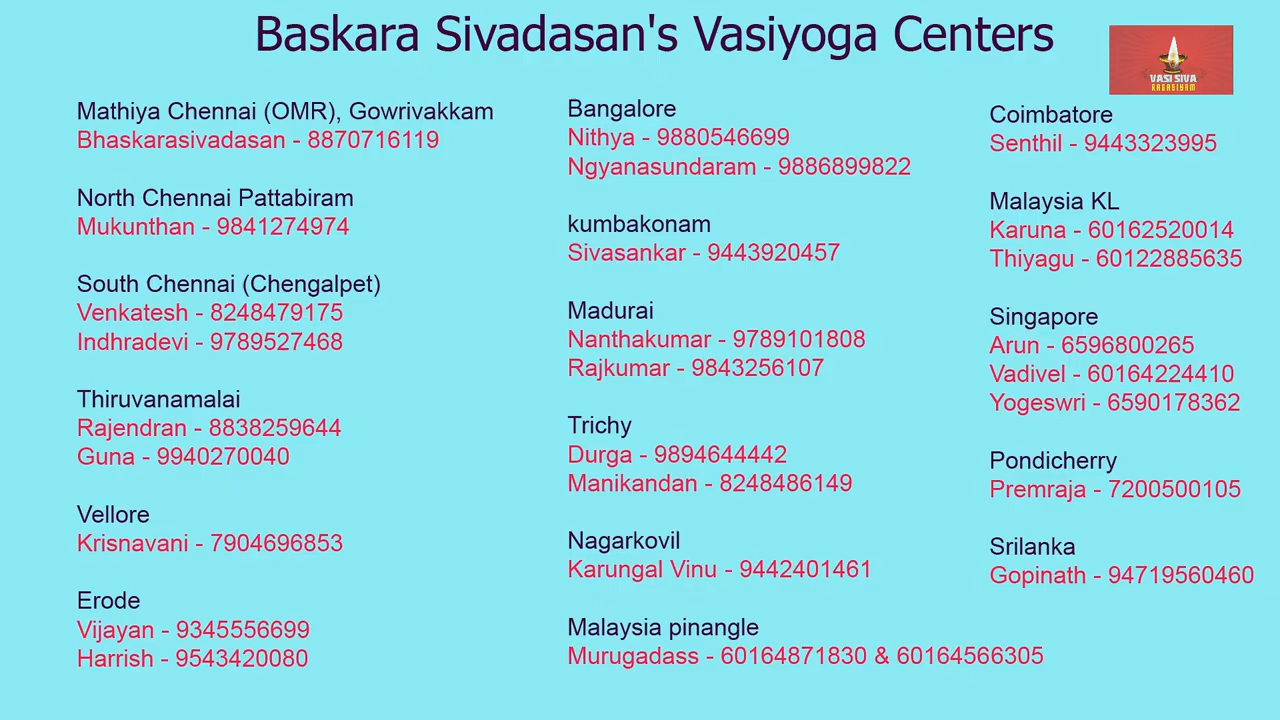 Baskara Sivadasan's Vasiyoga Centers
VASI SIVA
RAGASIYAM
Mathiya Chennai (OMR), Gowrivakkam
Bhaskarasivadasan - 8870716119
North Chennai Pattabiram
Mukunthan - 9841274974
South Chennai (Chengalpet)
Venkatesh - 8248479175
Indhradevi - 9789527468
Thiruvanamalai
Rajendran - 8838259644
Guna - 9940270040
Vellore
Krisnavani - 7904696853
Erode
Vijayan - 9345556699
Harrish - 9543420080
Bangalore
Nithya - 9880546699
Ngyanasundaram - 9886899822
kumbakonam
Sivasankar - 9443920457
Madurai
Nanthakumar - 9789101808
Rajkumar - 9843256107
Trichy
Durga - 9894644442
Manikandan - 8248486149
Nagarkovil
Karungal Vinu - 9442401461
Malaysia pinangle
Murugadass - 60164871830 & 60164566305
Coimbatore
Senthil - 9443323995
Malaysia KL
Karuna - 60162520014
Thiyagu - 60122885635
Singapore
Arun - 6596800265
Vadivel - 60164224410
Yogeswri - 6590178362
Pondicherry
Premraja - 7200500105
Srilanka
Gopinath - 94719560460